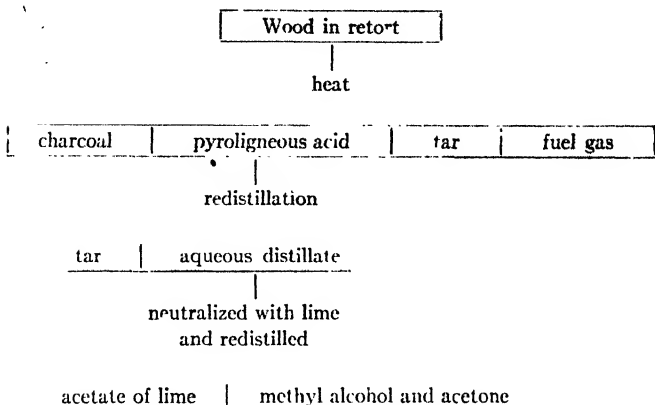 Wood in retort
heat
charcoal pyroligneous acid tar fuel gas
redistillation
tar aqueous distillate
neutralized with lime
and redistilled
acetate of lime methyl alcohol and acetone